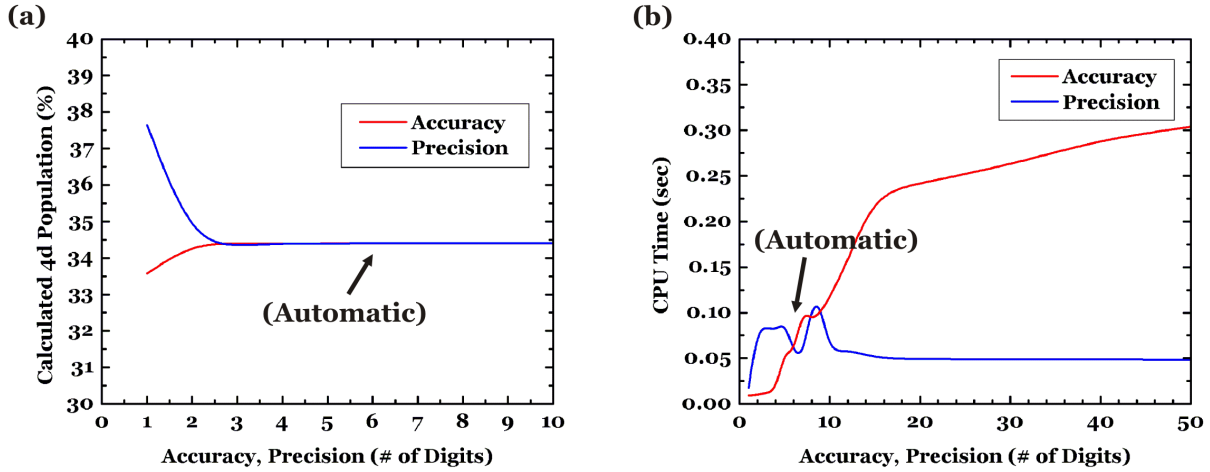 (a)
40
39
38
37
36
35
34
33
32
31
30
Calculated 4d Population (%)
Accuracy
Precision
(Automatic)
0 1 2 3 4 5 6 7 8 9 10
Accuracy, Precision (# of Digits)
(b)
0.40
0.35
0.30
0.25
0.20
0.15
0.10
0.05
0.00
CPU Time (sec)
Accuracy
Precision
(Automatic)
0 10 20 30 40 50
Accuracy, Precision (# of Digits)